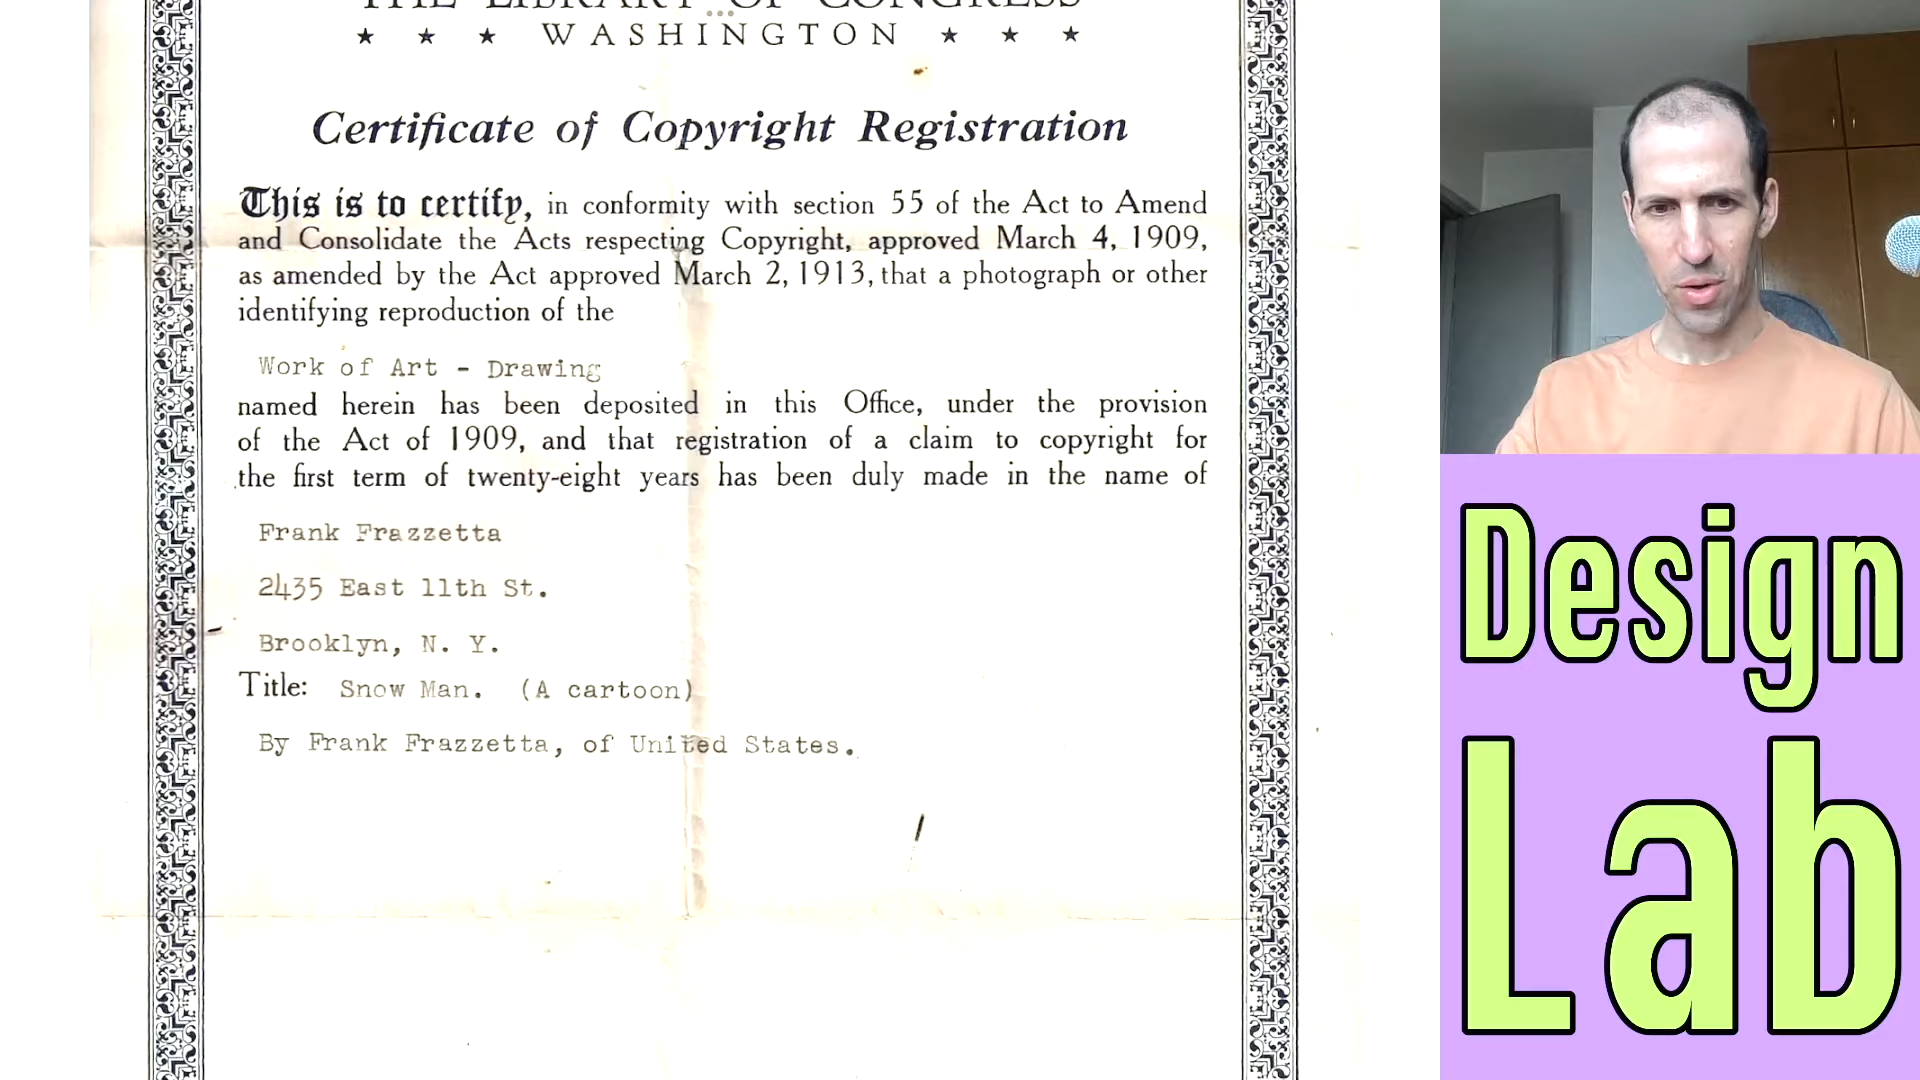 THE LIBRARY OF CONGRESS
★ ★ ★ WASHINGTON ★ ★ ★
Certificate of Copyright Registration
This is to certify, in conformity with section 55 of the Act to Amend
and Consolidate the Acts respecting Copyright, approved March 4, 1909,
as amended by the Act approved March 2, 1913, that a photograph or other
identifying reproduction of the
Work of Art - Drawing
named herein has been deposited in this Office, under the provision
of the Act of 1909, and that registration of a claim to copyright for
the first term of twenty-eight years has been duly made in the name of
Frank Frazzetta
2435 East 11th St.
Brooklyn, N. Y.
Title: Snow Man. (A cartoon)
By Frank Frazzetta, of United States.
Design
Lab